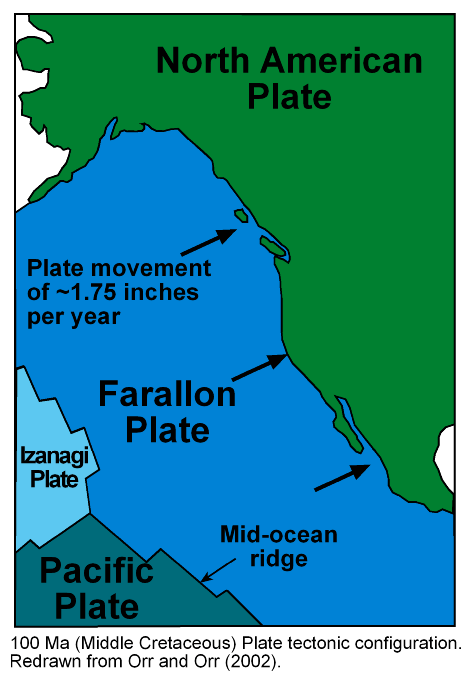 North American
Plate
Plate movement
of ~1.75 inches
per year
Farallon
Plate
Izanagi
Plate
Mid-ocean
ridge
Pacific
Plate
100 Ma (Middle Cretaceous) Plate tectonic configuration.
Redrawn from Orr and Orr (2002).